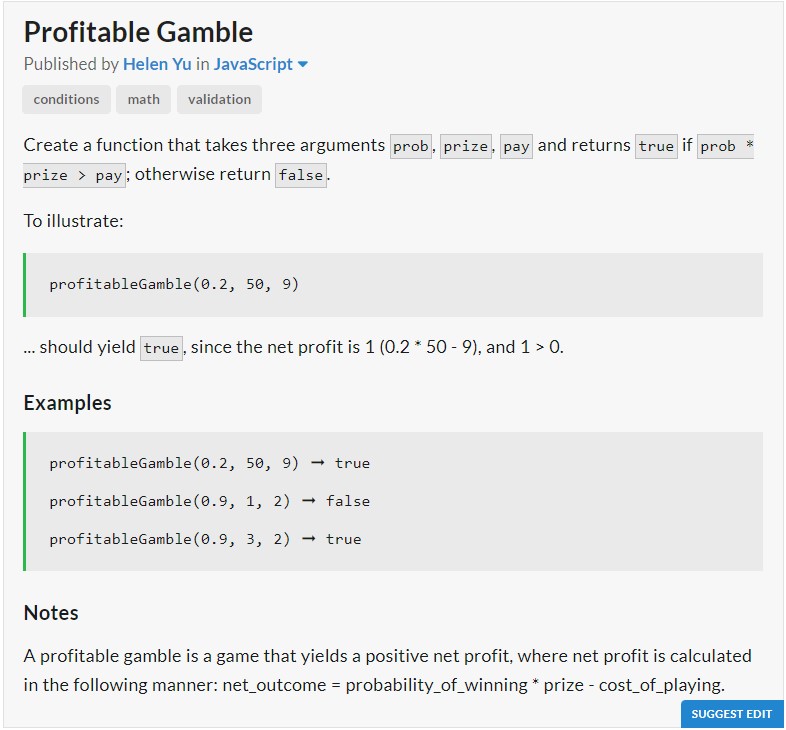 Profitable Gamble
Published by Helen Yu in JavaScript
conditions math validation
Create a function that takes three arguments prob, prize, pay and returns true if prob *
prize > pay; otherwise return false.
To illustrate:
profitableGamble(0.2, 50, 9)
... should yield true, since the net profit is 1 (0.2 * 50 - 9), and 1 > 0.
Examples
profitableGamble(0.2, 50, 9) ➞ true
profitableGamble(0.9, 1, 2) ➞ false
profitableGamble(0.9, 3, 2) ➞ true
Notes
A profitable gamble is a game that yields a positive net profit, where net profit is calculated
in the following manner: net_outcome = probability_of_winning * prize - cost_of_playing.
SUGGEST EDIT